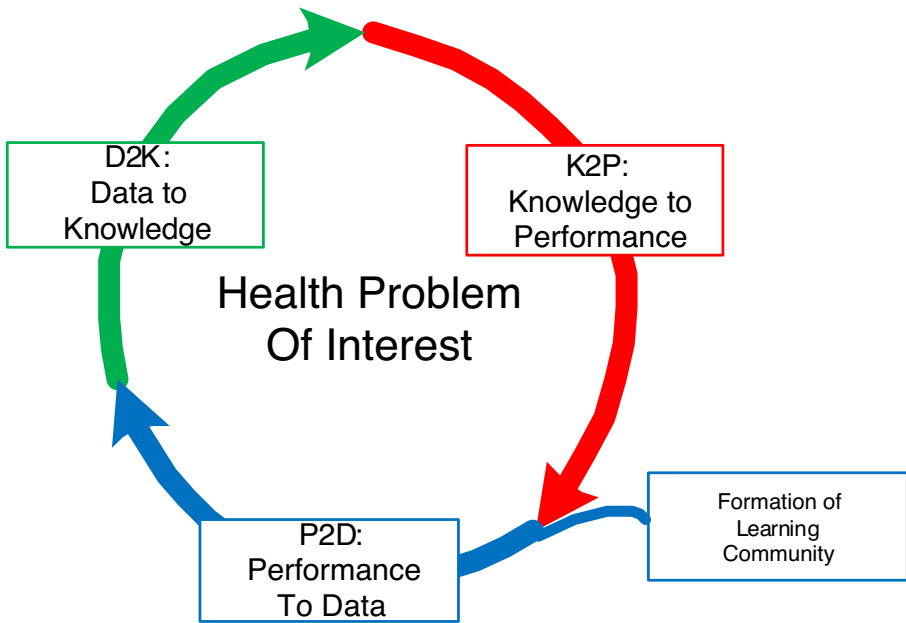 D2K:
Data to
Knowledge
K2P:
Knowledge to
Performance
Health Problem
Of Interest
P2D:
Performance
To Data
Formation of
Learning
Community